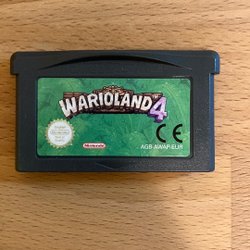 WARIOLAND 4
CE
Nintendo
AGB-AWAP-EUR